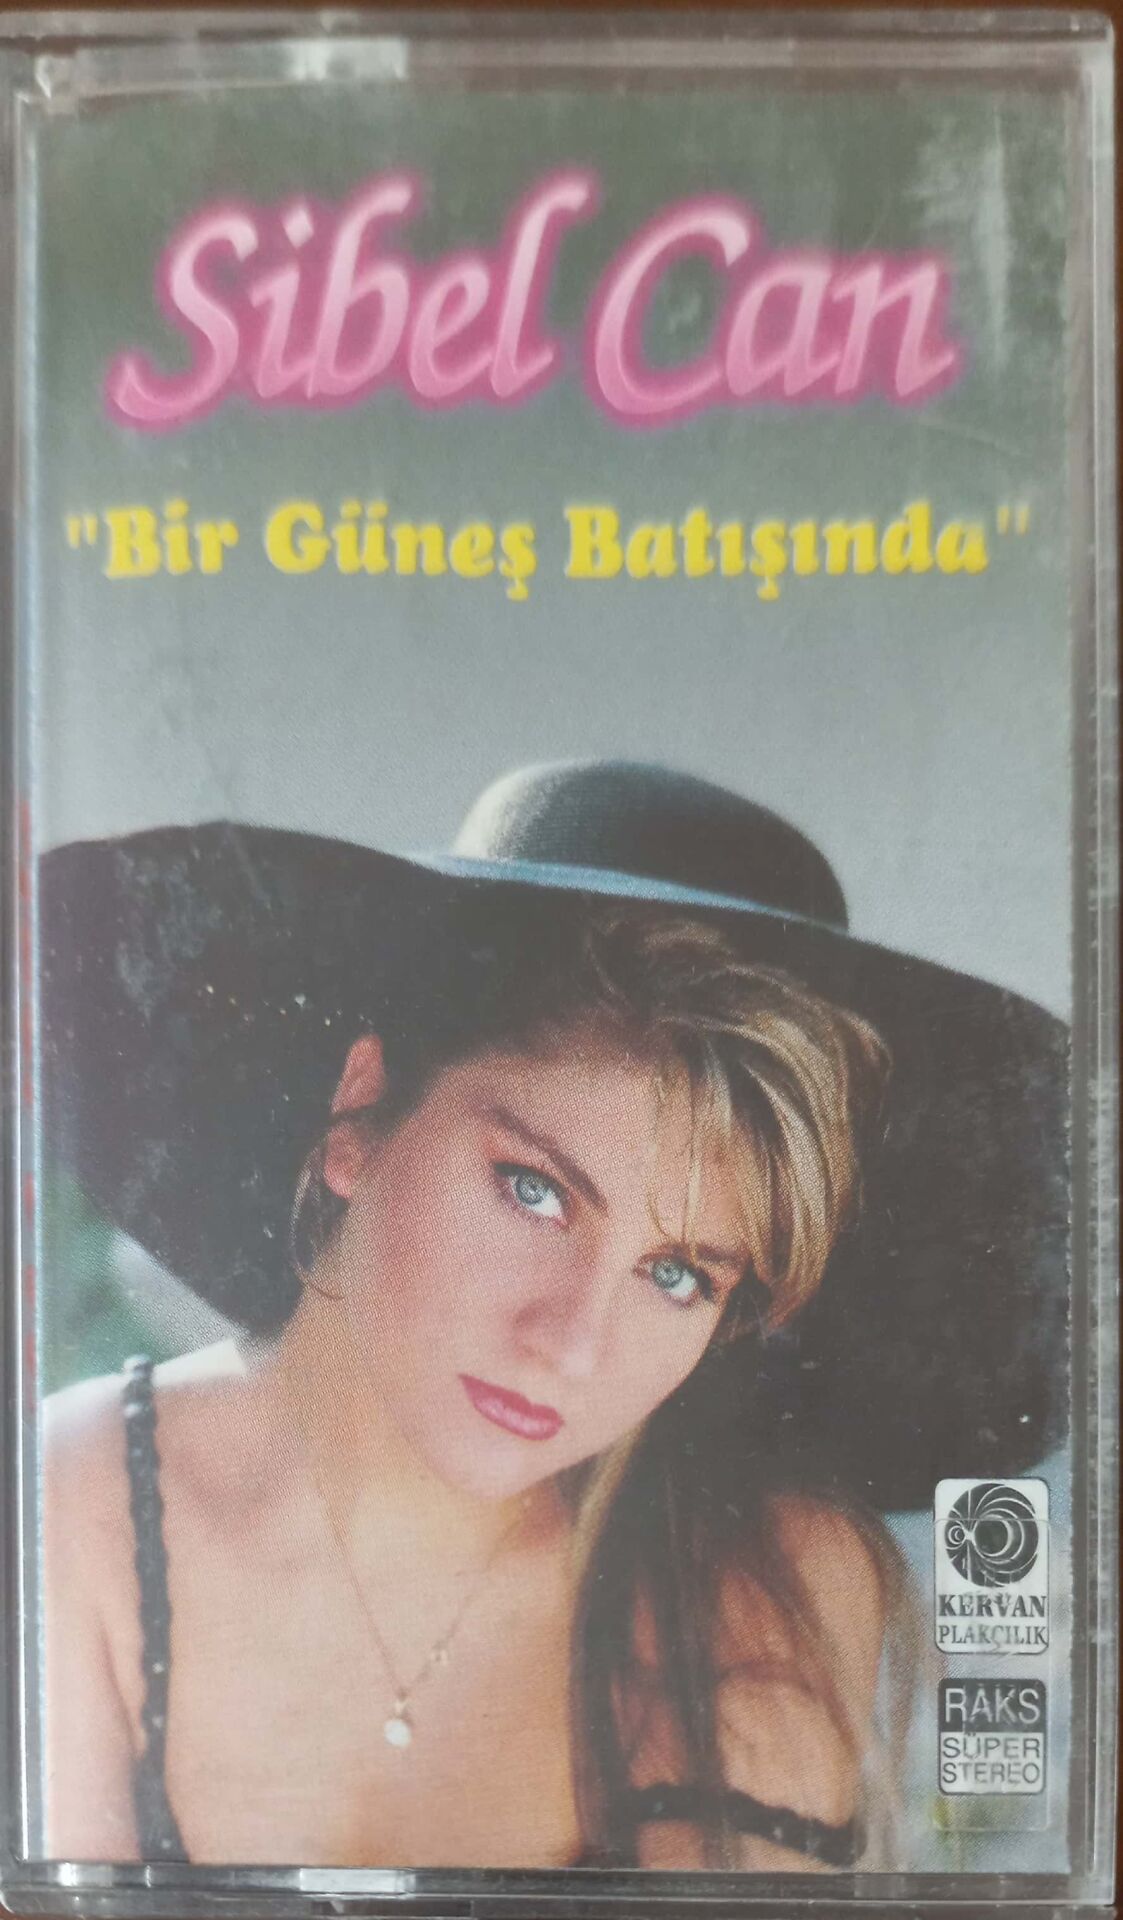 Sibel Can
"Bir Güneş Batışında"
KERVAN
PLAKÇILIK
RAKS
SÜPER
STEREO